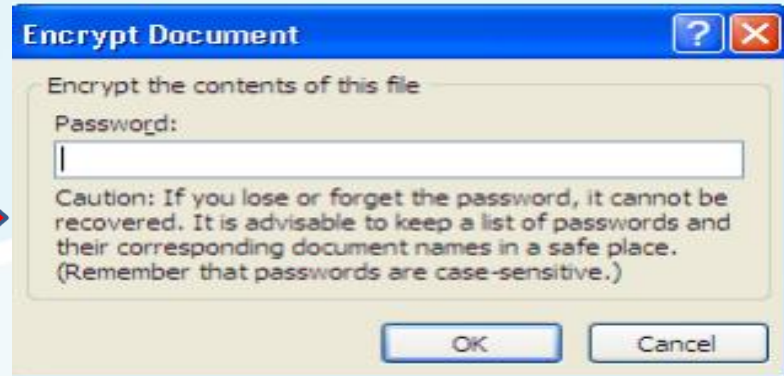 Encrypt Document
Encrypt the contents of this file
Password:
Caution: If you lose or forget the password, it cannot be
recovered. It is advisable to keep a list of passwords and
their corresponding document names in a safe place.
(Remember that passwords are case-sensitive.)
OK Cancel